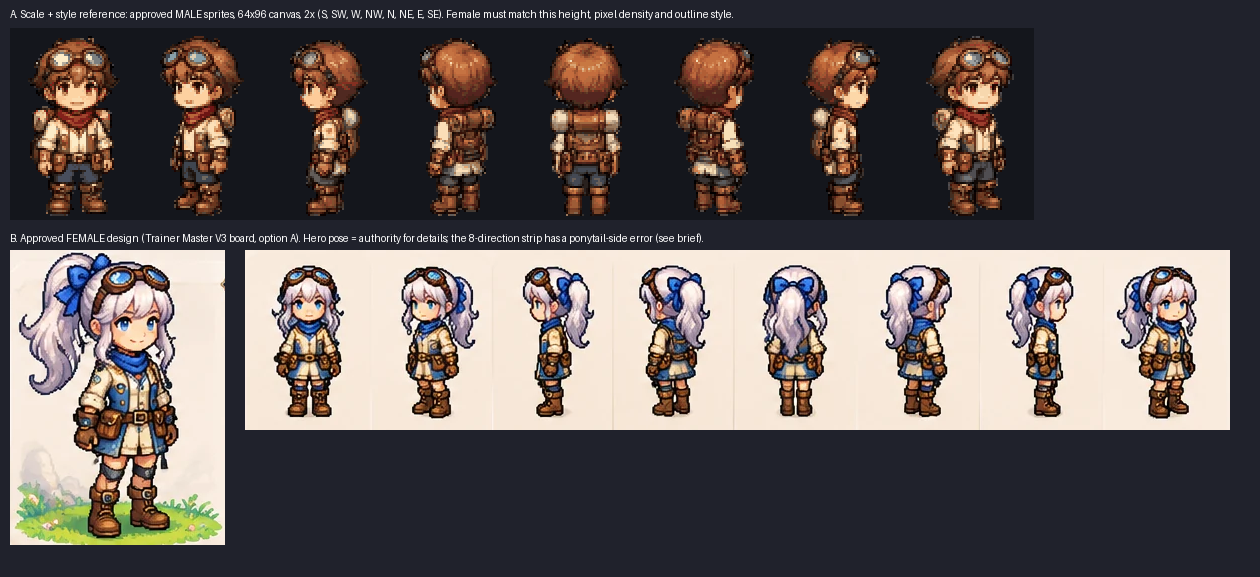 A. Scale + style reference: approved MALE sprites, 64x96 canvas, 2x (S, SW, W, NW, N, NE, E, SE). Female must match this height, pixel density and outline style.
B. Approved FEMALE design (Trainer Master V3 board, option A). Hero pose = authority for details; the 8-direction strip has a ponytail-side error (see brief).